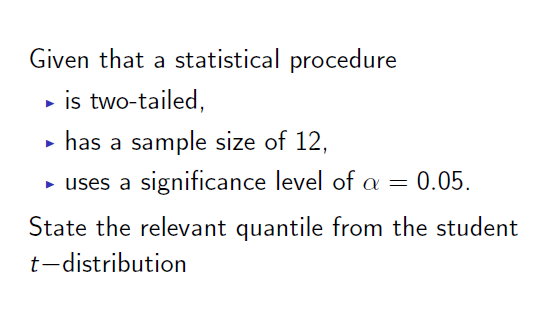 Given that a statistical procedure
▶ is two-tailed,
▶ has a sample size of 12,
▶ uses a significance level of α = 0.05.
State the relevant quantile from the student
t−distribution